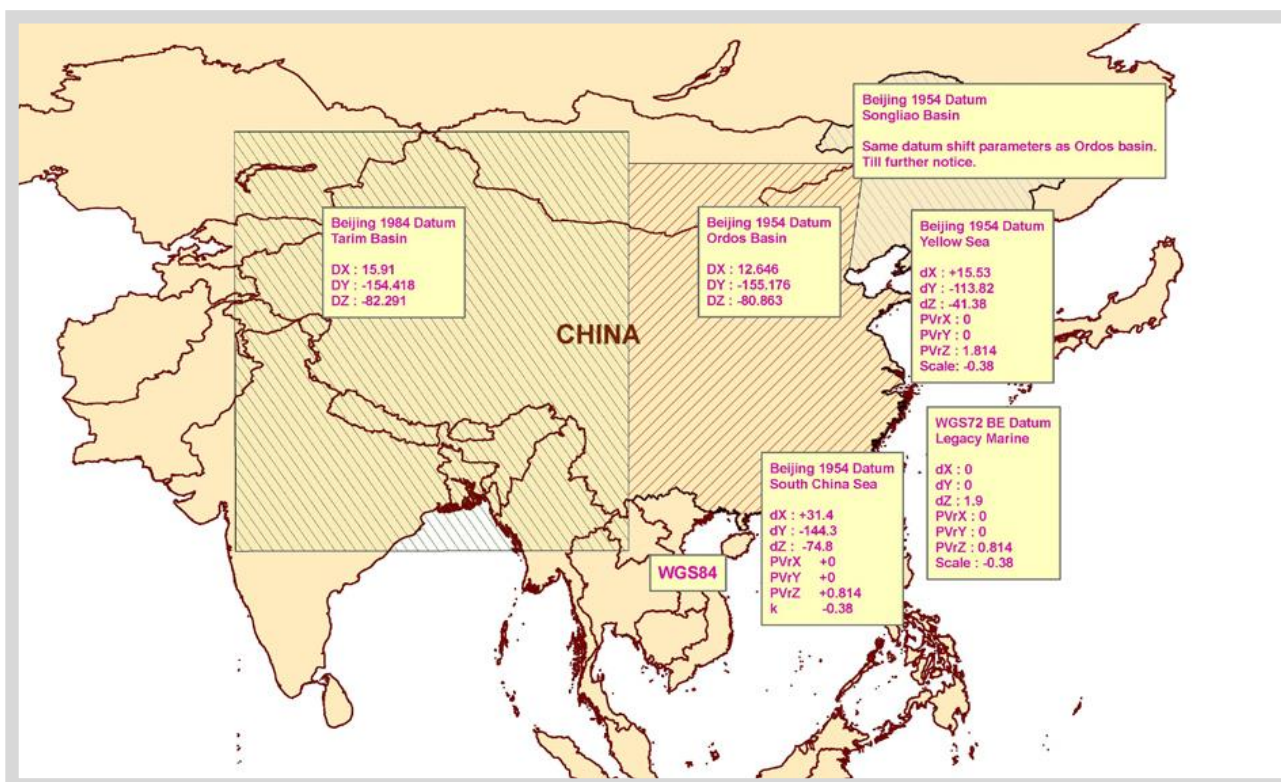 Beijing 1954 Datum
Songliao Basin
Same datum shift parameters as Ordos basin.
Till further notice.
Beijing 1984 Datum
Tarim Basin
DX : 15.91
DY : -154.418
DZ : -82.291
Beijing 1954 Datum
Ordos Basin
DX : 12.646
DY : -155.176
DZ : -80.863
Beijing 1954 Datum
Yellow Sea
dX : +15.53
dY : -113.82
dZ : -41.38
PVrX : 0
PVrY : 0
PVrZ : 1.814
Scale: -0.38
CHINA
WGS72 BE Datum
Legacy Marine
dX : 0
dY : 0
dZ : 1.9
PVrX : 0
PVrY : 0
PVrZ : 0.814
Scale : -0.38
Beijing 1954 Datum
South China Sea
dX : +31.4
dY : -144.3
dZ : -74.8
PVrX +0
PVrY +0
PVrZ +0.814
k -0.38
WGS84